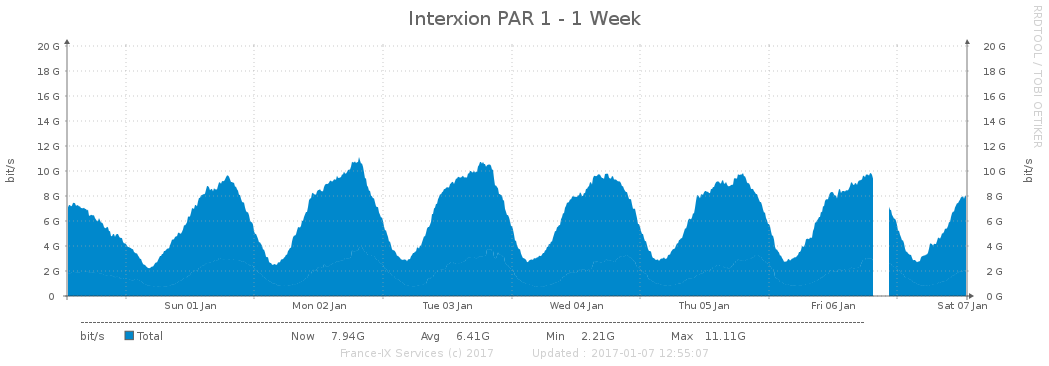 Interxion PAR 1 - 1 Week
RRDTOOL / TOBI OETIKER
bit/s
20 G 20 G
18 G 18 G
16 G 16 G
14 G 14 G
12 G 12 G
10 G 10 G
8 G 8 G
6 G 6 G
4 G 4 G
2 G 2 G
0 0 G
bit/s
Sun 01 Jan Mon 02 Jan Tue 03 Jan Wed 04 Jan Thu 05 Jan Fri 06 Jan Sat 07 Jan
bit/s Total Now 7.94G Avg 6.41G Min 2.21G Max 11.11G
France-IX Services (c) 2017 Updated : 2017-01-07 12:55:07